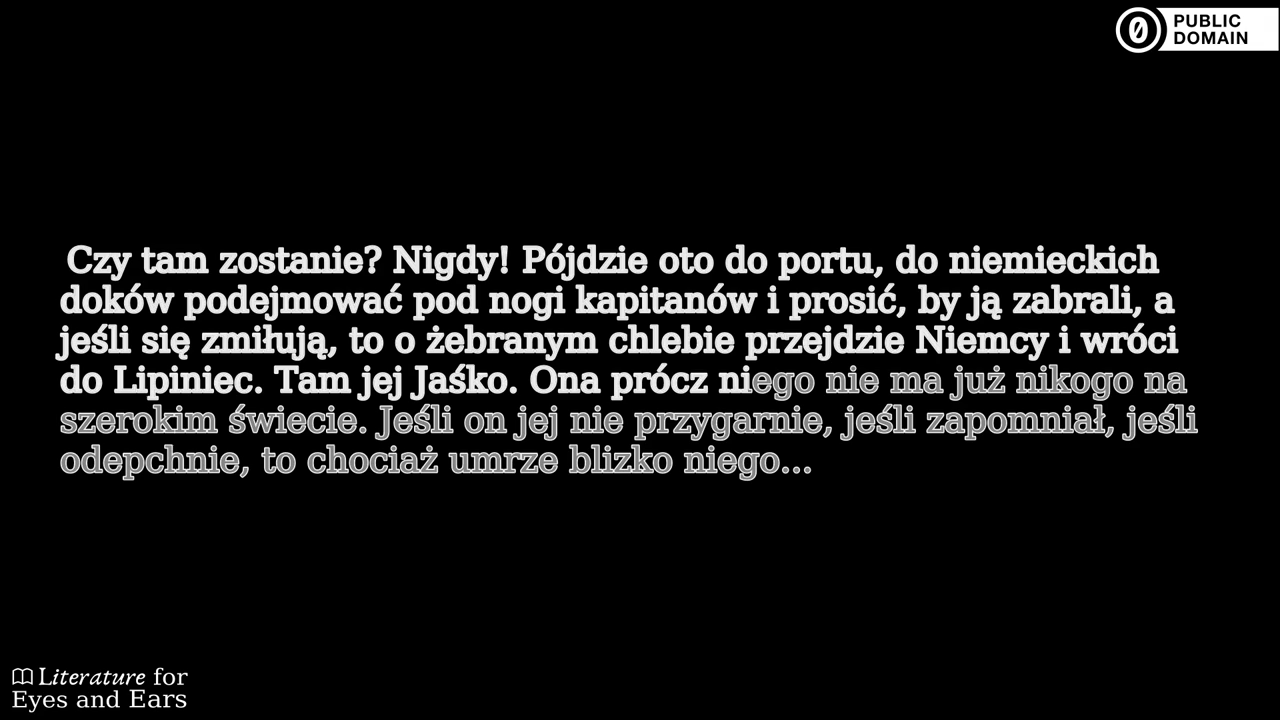 PUBLIC
DOMAIN
Czy tam zostanie? Nigdy! Pójdzie oto do portu, do niemieckich
doków podejmować pod nogi kapitanów i prosić, by ją zabrali, a
jeśli się zmiłują, to o żebranym chlebie przejdzie Niemcy i wróci
do Lipiniec. Tam jej Jaśko. Ona prócz niego nie ma już nikogo na
szerokim świecie. Jeśli on jej nie przygarnie, jeśli zapomniał, jeśli
odepchnie, to chociaż umrze blizko niego...
Literature for
Eyes and Ears